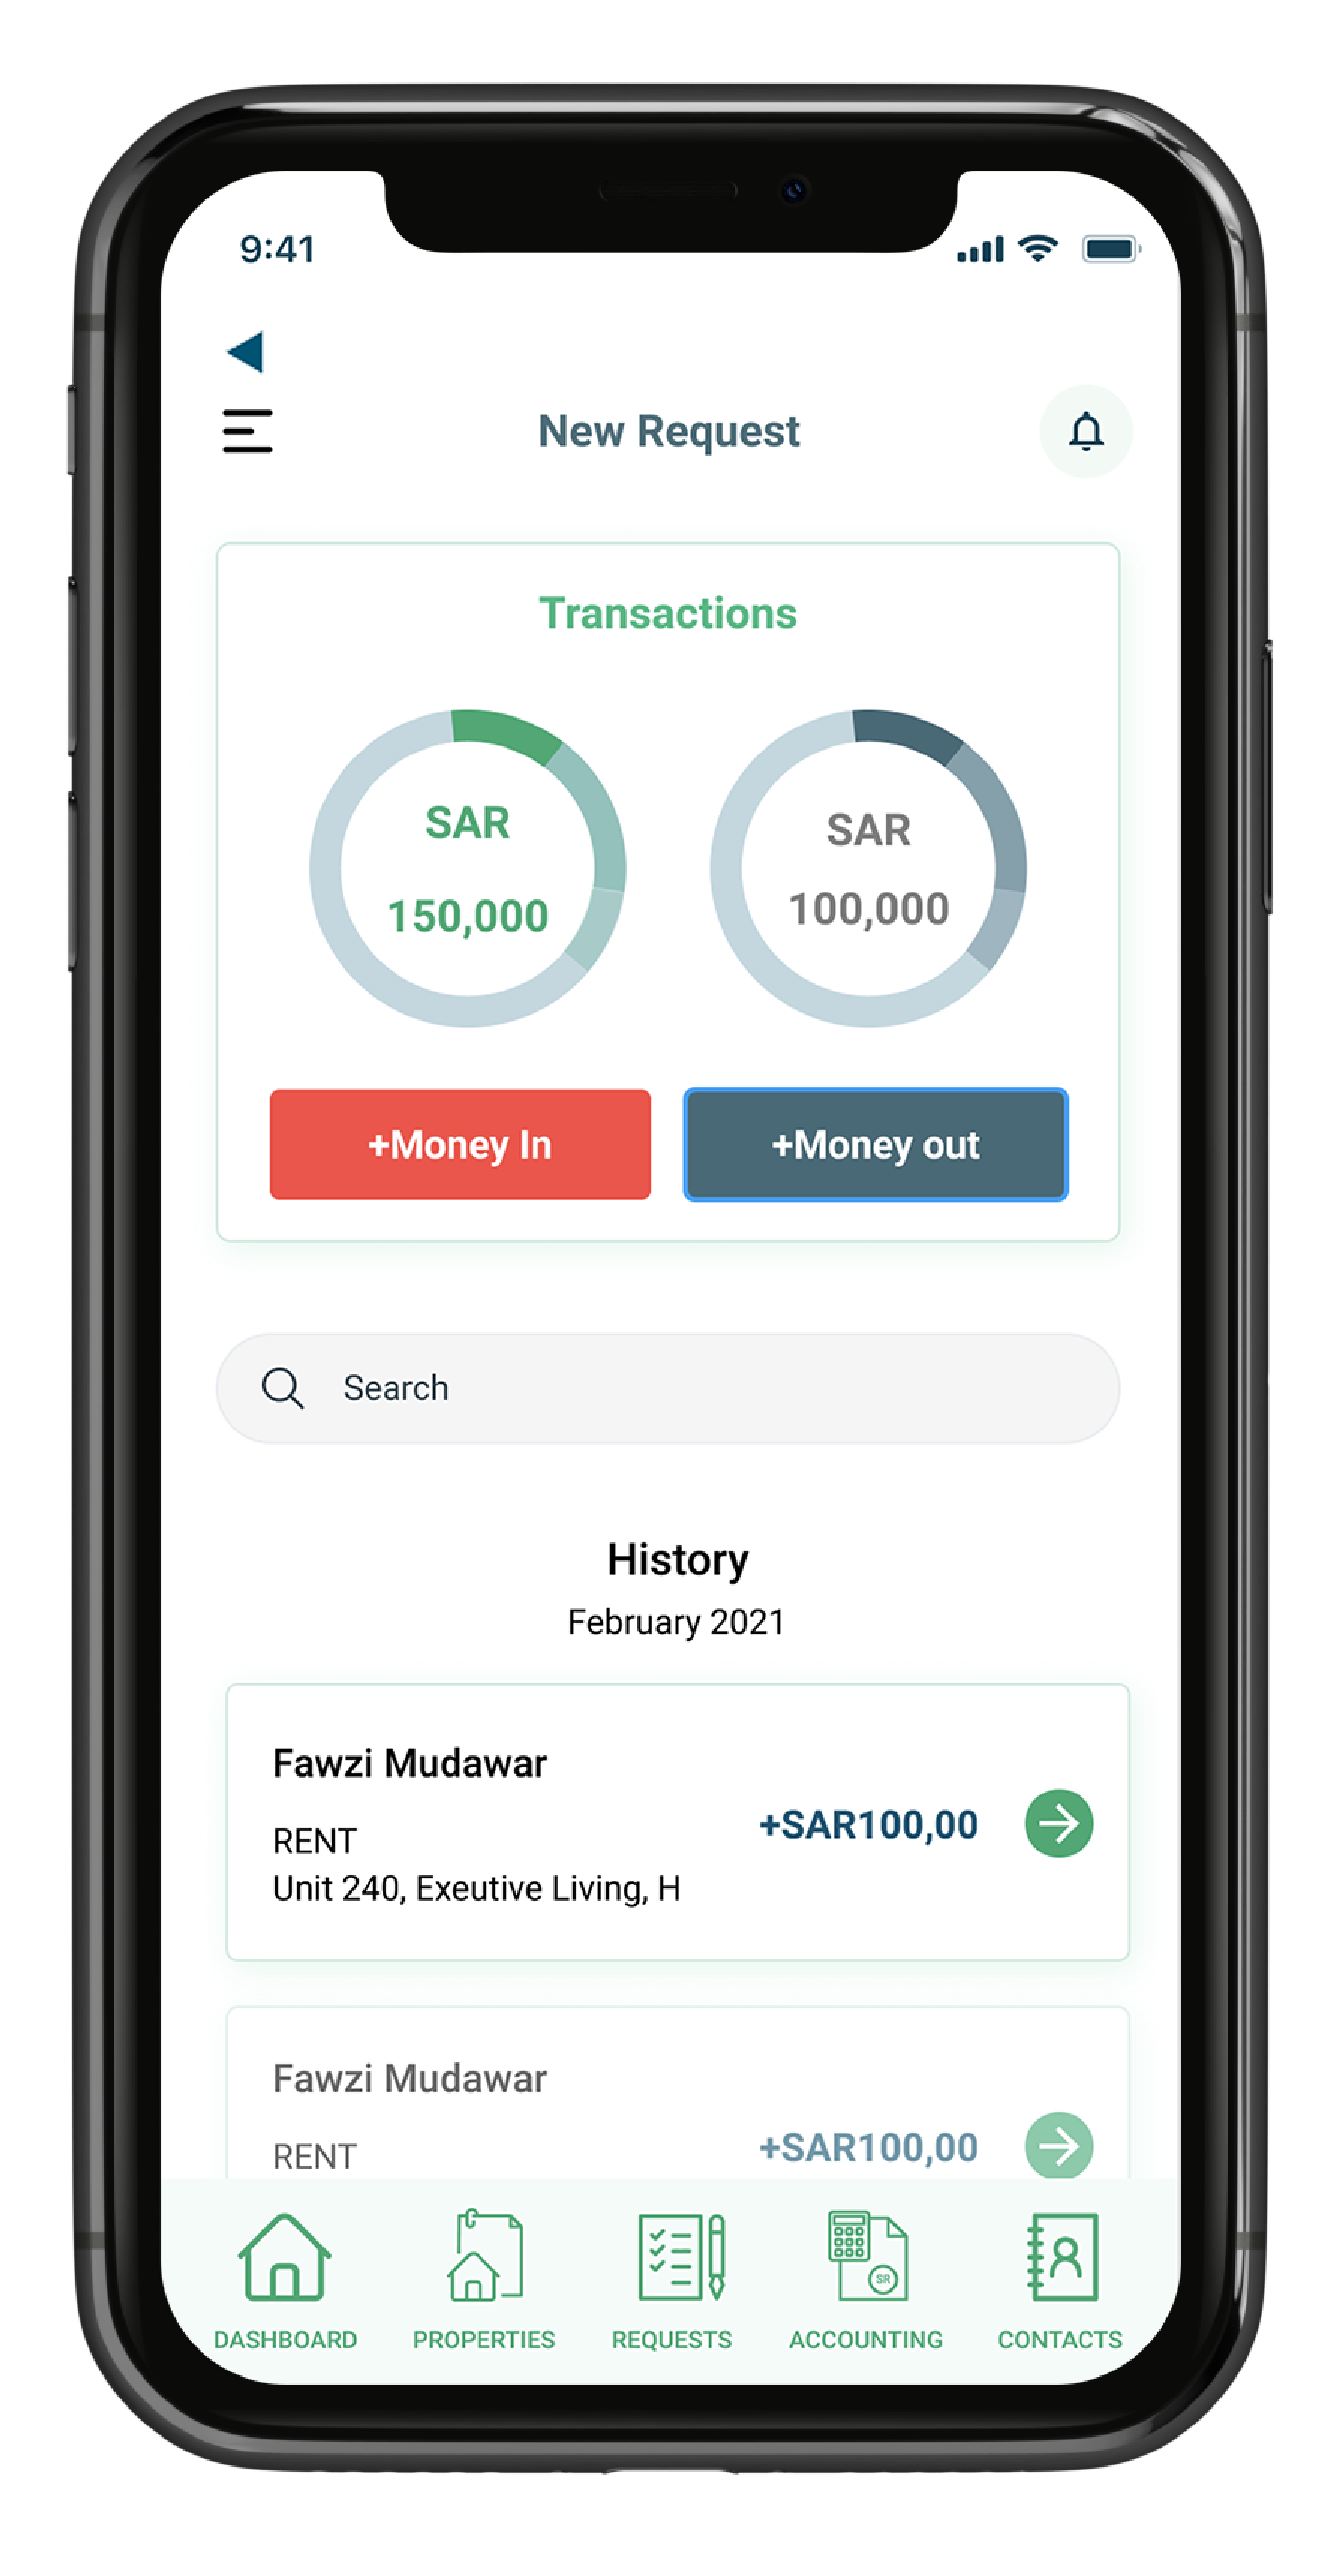 9:41
New Request
Transactions
SAR
150,000
SAR
100,000
+Money In
+Money out
Search
History
February 2021
Fawzi Mudawar
RENT
+SAR100,00
Unit 240, Exeutive Living, H
Fawzi Mudawar
RENT
+SAR100,00
SR
DASHBOARD
PROPERTIES
REQUESTS
ACCOUNTING
CONTACTS